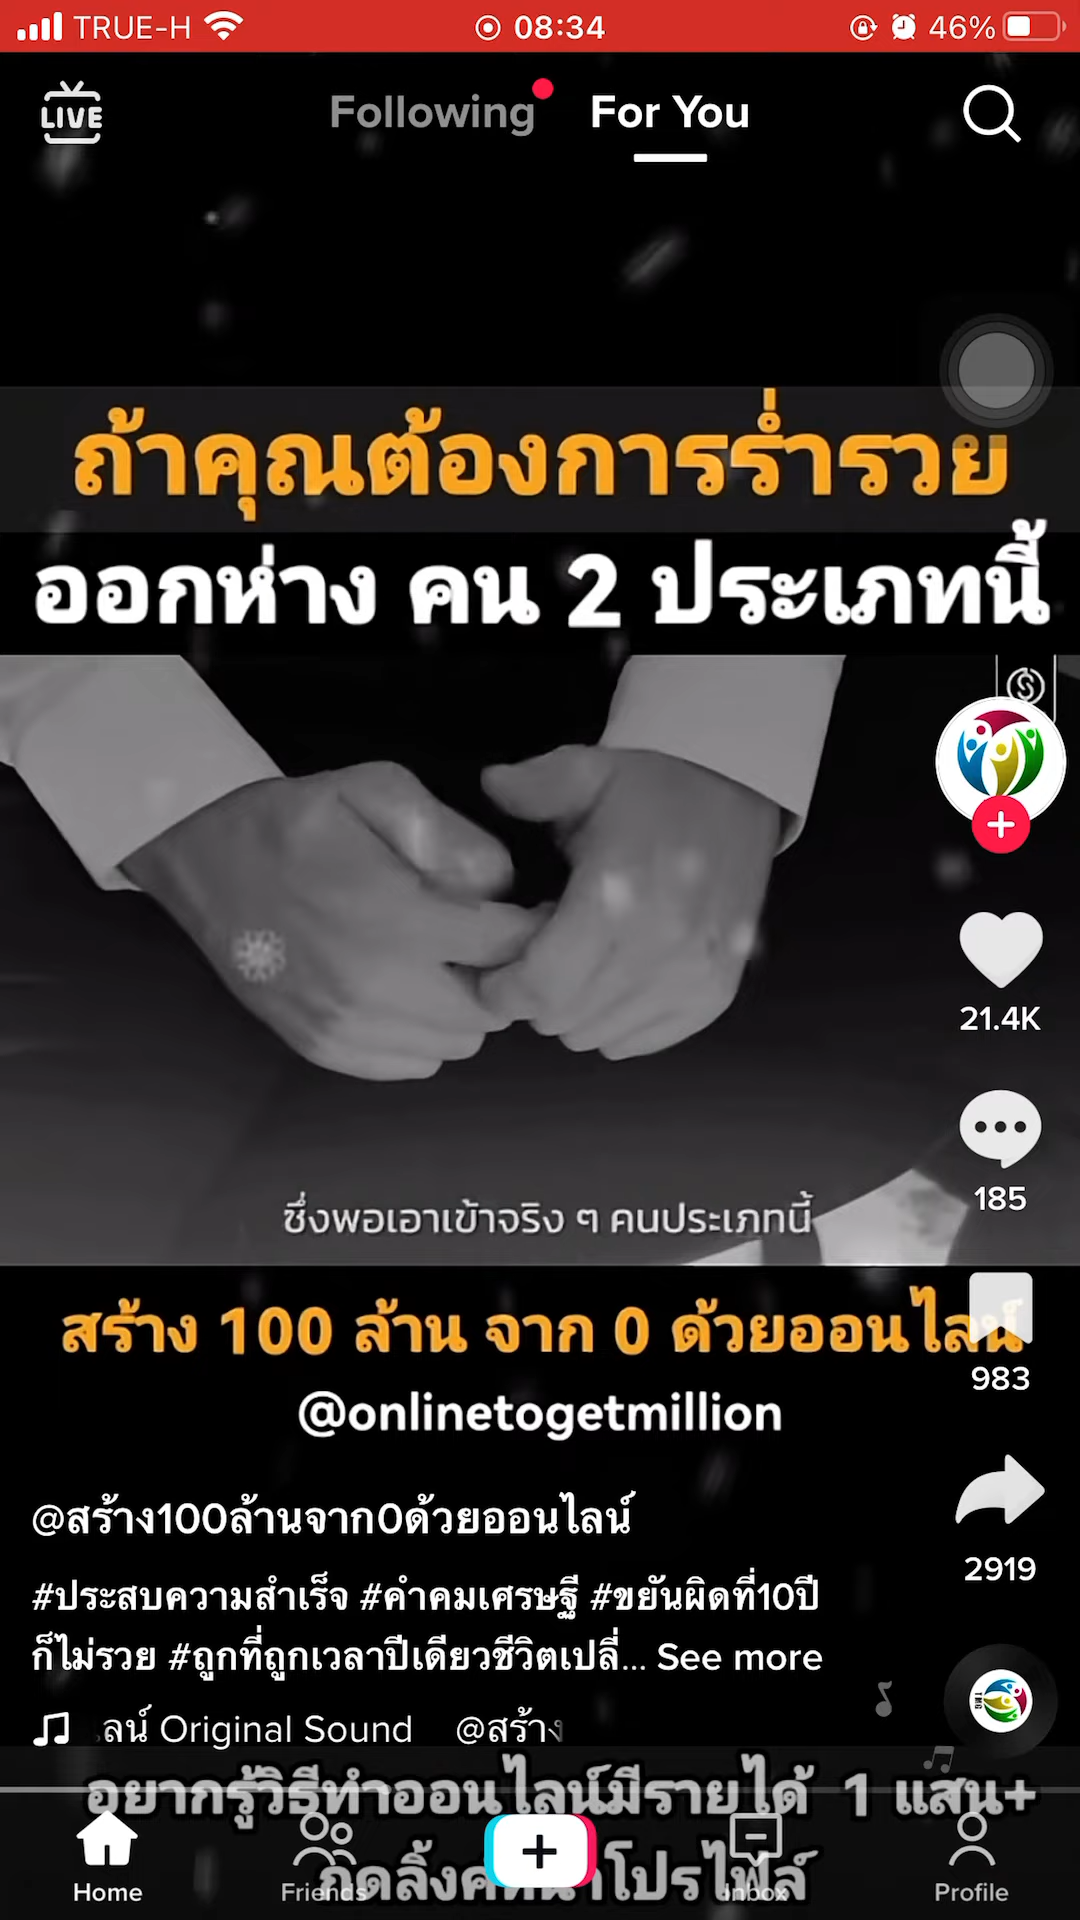 TRUE-H 08:34 46%
LIVE Following For You
ถ้าคุณต้องการร่ำรวย
ออกห่าง คน 2 ประเภทนี้
21.4K
185
ซึ่งพอเอาเข้าจริง ๆ คนประเภทนี้
สร้าง 100 ล้าน จาก 0 ด้วยออนไลน์
983
@onlinetogetmillion
@สร้าง100ล้านจาก0ด้วยออนไลน์
2919
#ประสบความสำเร็จ #คำคมเศรษฐี #ขยันผิดที่10ปี
ก็ไม่รวย #ถูกที่ถูกเวลาปีเดียวชีวิตเปลี่... See more
ลน์ Original Sound @สร้าง
อยากรู้วิธีทำออนไลน์มีรายได้ 1 แสน+
โปรไฟล์
Home Friends Inbox Profile